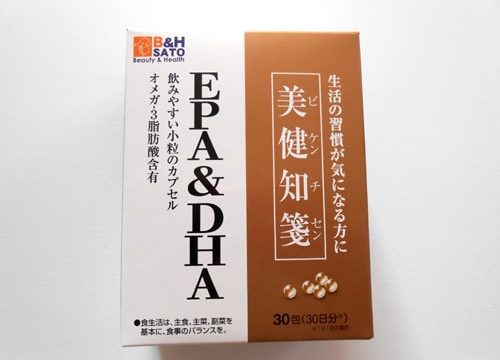 B&H
SATO
Beauty & Health
EPA&DHA
飲みやすい小粒のカプセル
オメガ-3脂肪酸含有
●食生活は、主食、主菜、副菜を
基本に、食事のバランスを。
生活の習慣が気になる方に
美健知箋
ビケンチセン
30包(30日分※)